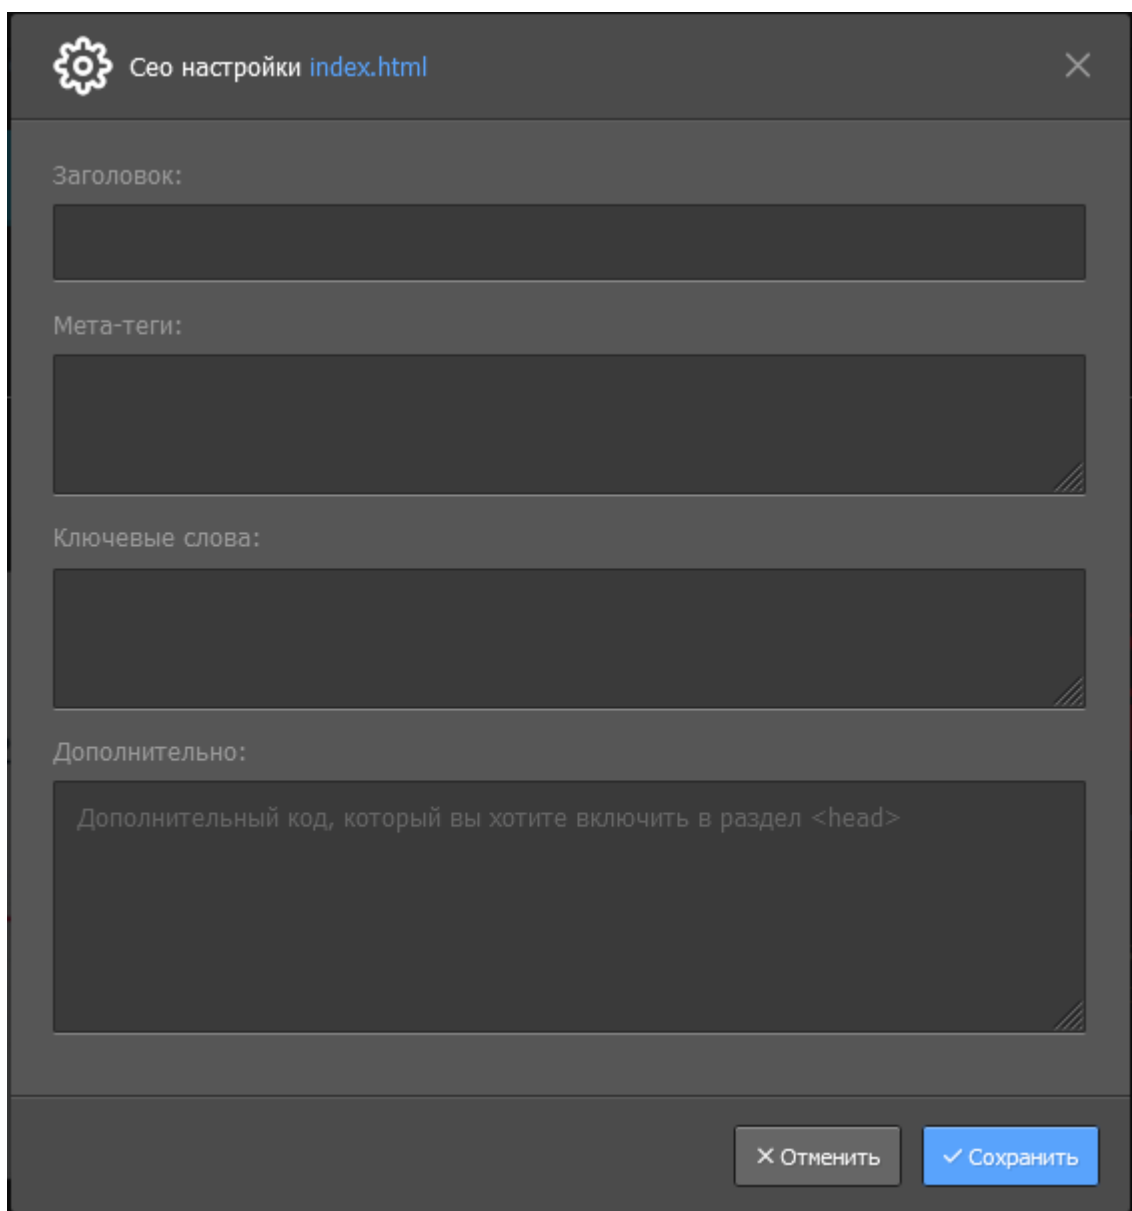 Сео настройки index.html
Заголовок:
Мета-теги:
Ключевые слова:
Дополнительно:
Дополнительный код, который вы хотите включить в раздел <head>
Отменить
Сохранить